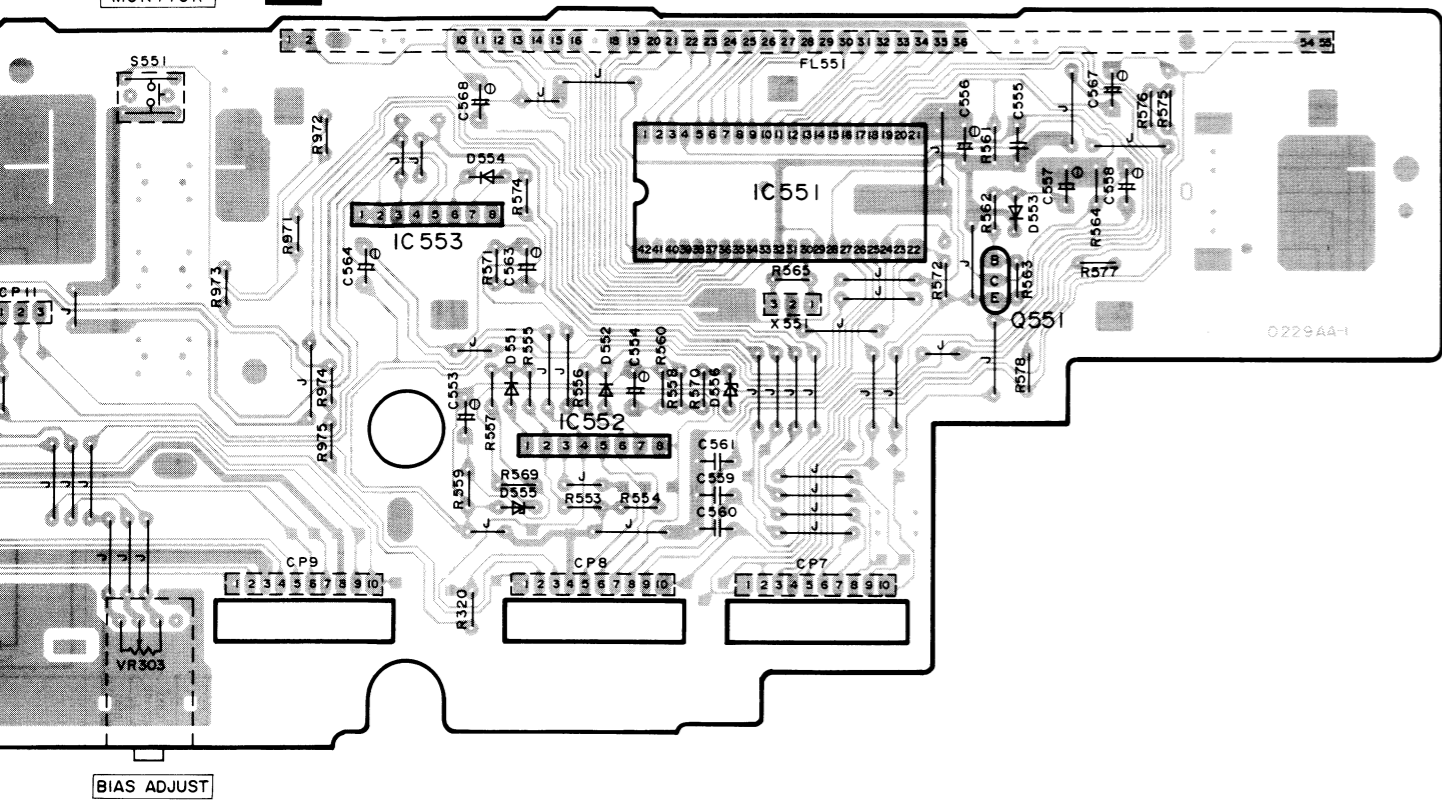 MONITOR
1 2 10 11 12 13 14 15 16 18 19 20 21 22 23 24 25 26 27 28 29 30 31 32 33 34 35 36 54 55
FL551
S551
C568
J
J
R972
J
J
D554
R574
1 2 3 4 5 6 7 8
IC553
1 2 3 4 5 6 7 8 9 10 11 12 13 14 15 16 17 18 19 20 21
IC551
42 41 40 39 38 37 36 35 34 33 32 31 30 29 28 27 26 25 24 23 22
J
C556
R561
C555
J
C567
R576
R575
J
C557
C558
R562
D553
R564
R577
R971
R973
C564
R571
C563
R565
3 2 1
X551
J
J
J
R572
J
B
C
E
R563
Q551
0229AA-1
CP11
1 2 3
J
J
D551
R555
J
J
D552
C554
R560
J
J
R578
J
R974
R975
C553
R557
R556
R558
R570
D556
J
J
J
J
J
J
IC552
1 2 3 4 5 6 7 8
C561
C559
C560
R559
R569
D555
R553
R554
J
J
J
J
J
J
J
J
J
J
J
J
CP9
1 2 3 4 5 6 7 8 9 10
CP8
1 2 3 4 5 6 7 8 9 10
CP7
1 2 3 4 5 6 7 8 9 10
R320
VR303
BIAS ADJUST